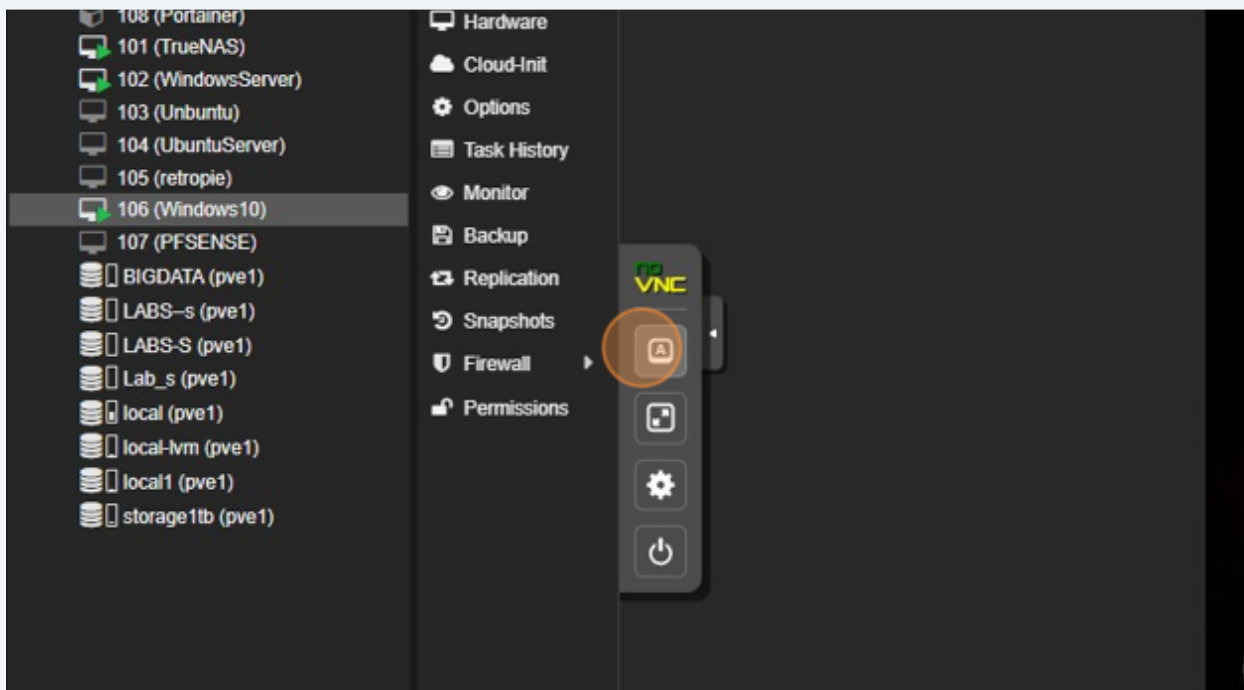 108 (Portainer)
101 (TrueNAS)
102 (WindowsServer)
103 (Unbuntu)
104 (UbuntuServer)
105 (retropie)
106 (Windows10)
107 (PFSENSE)
BIGDATA (pve1)
LABS--s (pve1)
LABS-S (pve1)
Lab_s (pve1)
local (pve1)
local-lvm (pve1)
local1 (pve1)
storage1tb (pve1)
Hardware
Cloud-Init
Options
Task History
Monitor
Backup
Replication
Snapshots
Firewall
Permissions
no
VNC
A